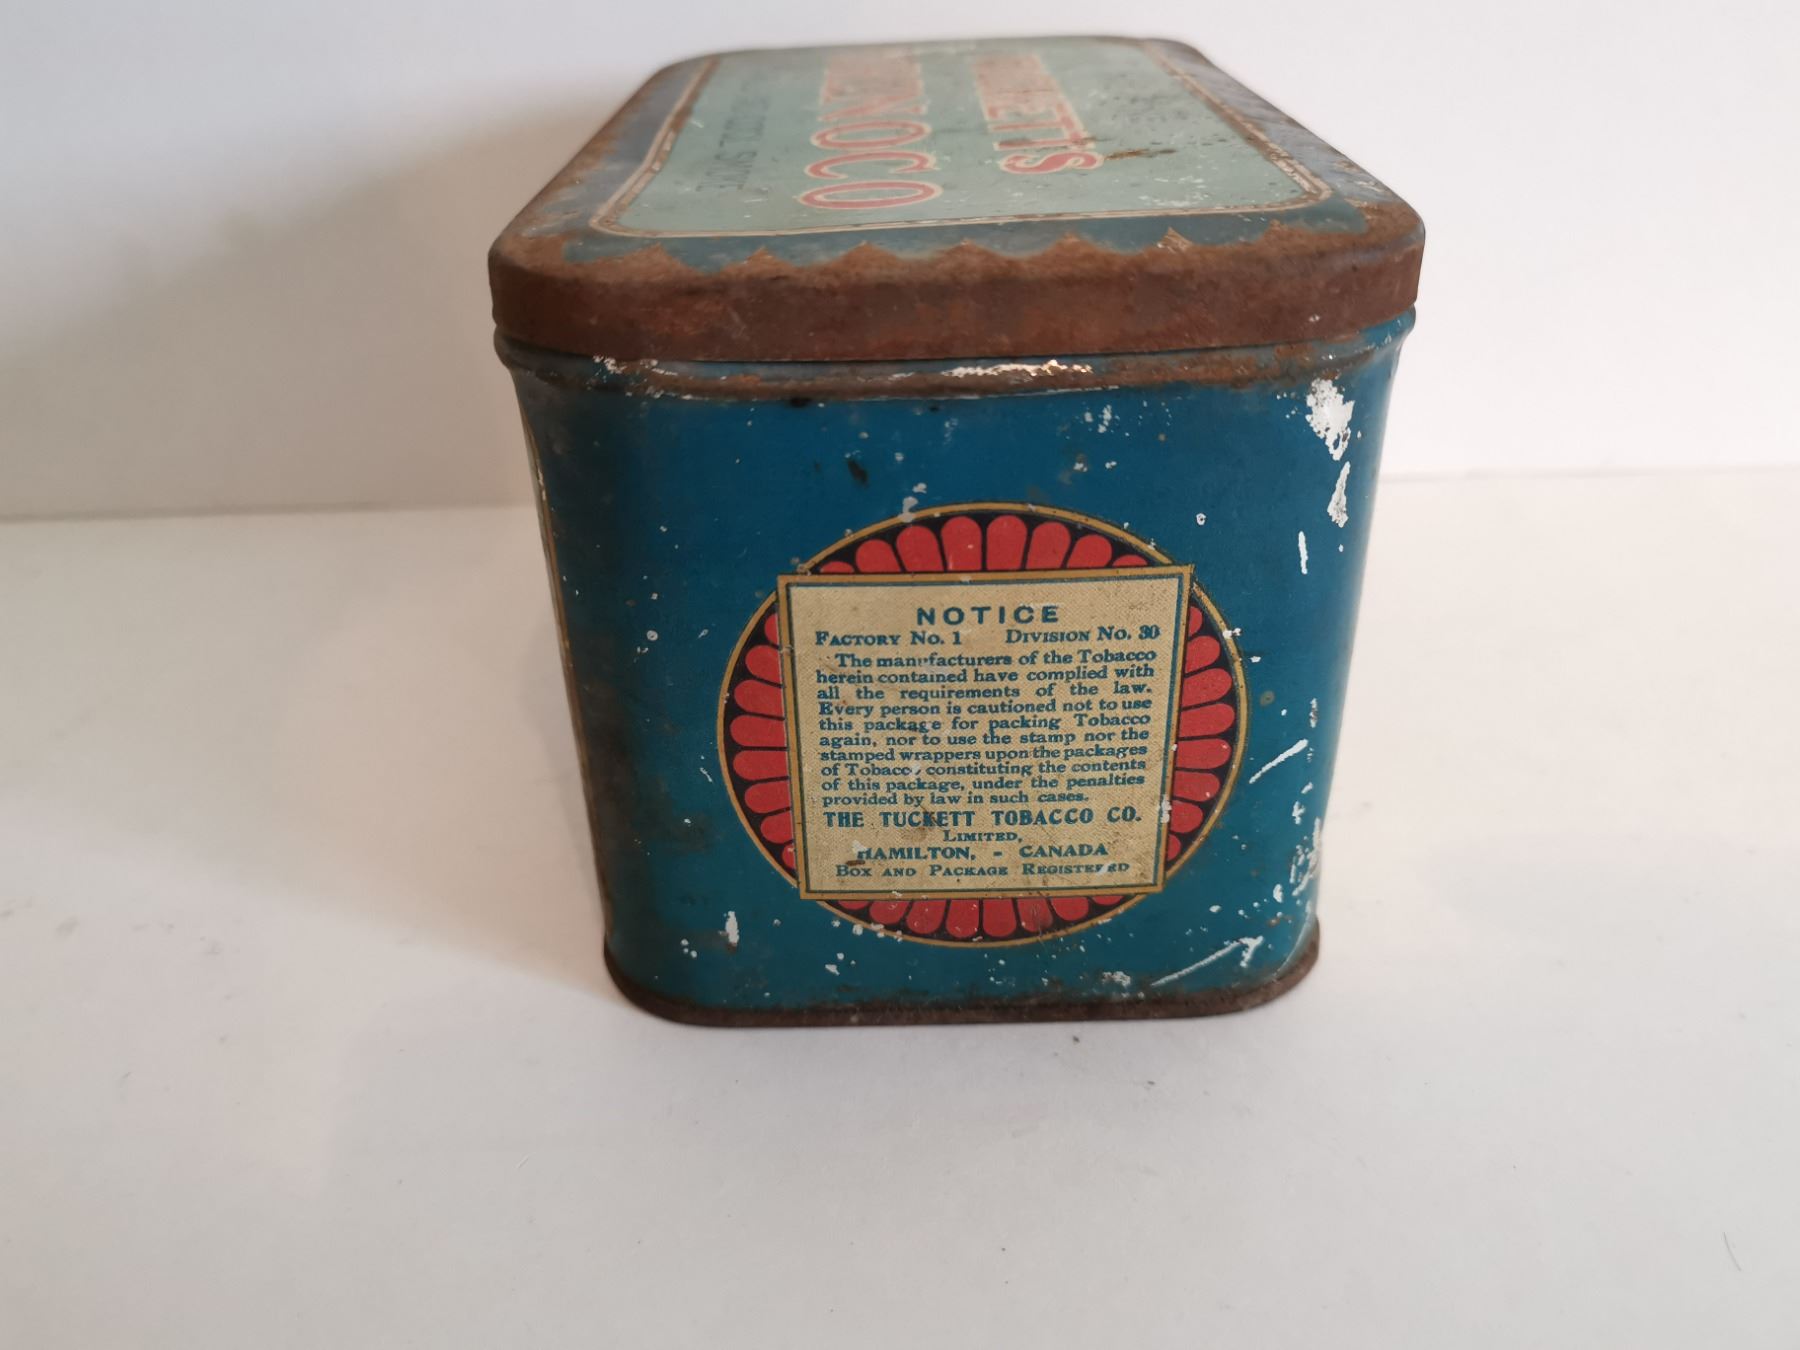 NOTICE
FACTORY No. 1 DIVISION No. 30
The manufacturers of the Tobacco
herein contained have complied with
all the requirements of the law.
Every person is cautioned not to use
this package for packing Tobacco
again, nor to use the stamp nor the
stamped wrappers upon the packages
of Tobacco constituting the contents
of this package, under the penalties
provided by law in such cases.
THE TUCKETT TOBACCO CO.
LIMITED,
HAMILTON, - CANADA
BOX AND PACKAGE REGISTERED